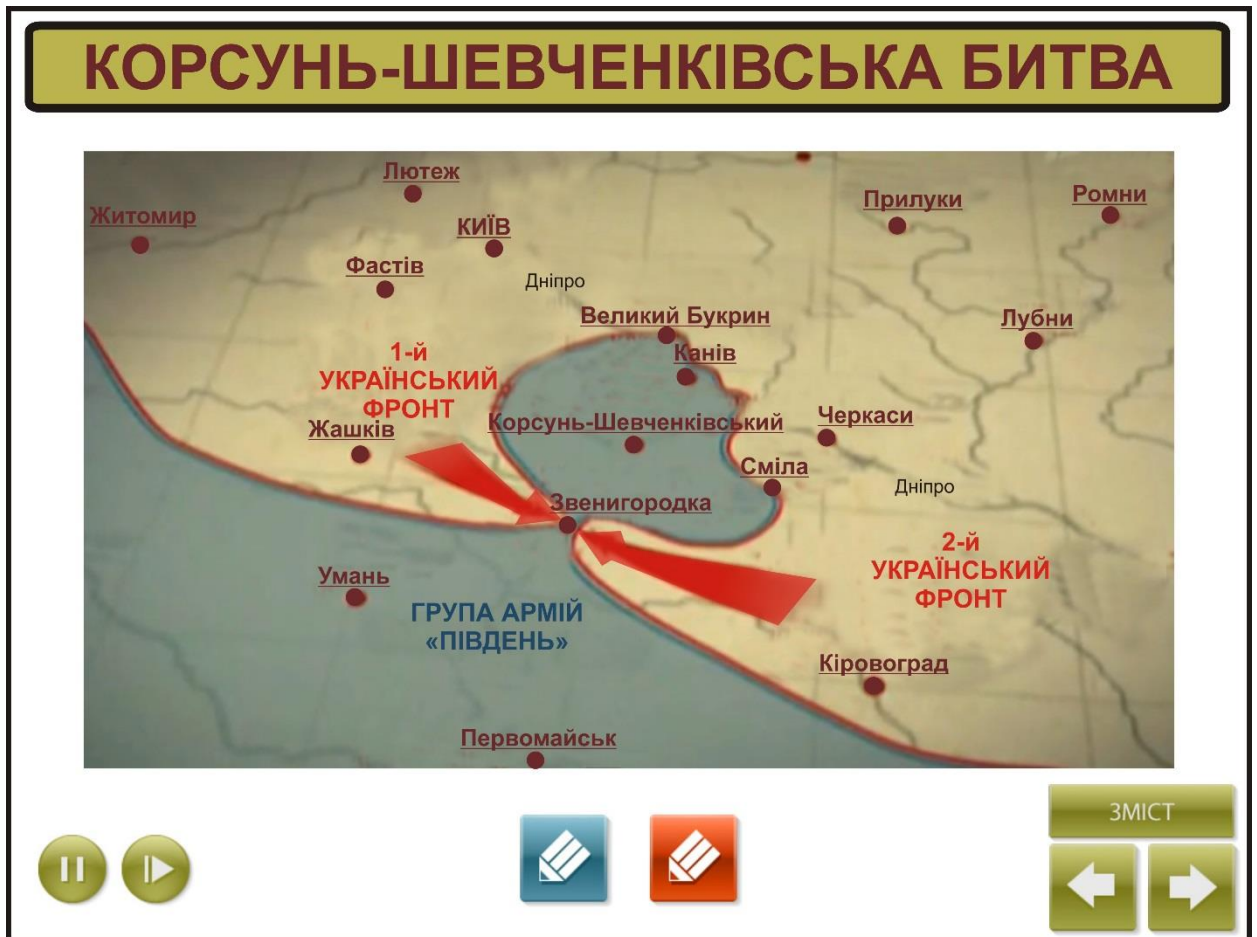 КОРСУНЬ-ШЕВЧЕНКІВСЬКА БИТВА
Лютеж
Житомир
КИЇВ
Прилуки
Ромни
Фастів
Дніпро
Великий Букрин
Лубни
1-й
УКРАЇНСЬКИЙ
ФРОНТ
Канів
Жашків
Корсунь-Шевченківський
Черкаси
Сміла
Дніпро
Звенигородка
2-й
УКРАЇНСЬКИЙ
ФРОНТ
Умань
ГРУПА АРМІЙ
«ПІВДЕНЬ»
Кіровоград
Первомайськ
ЗМІСТ